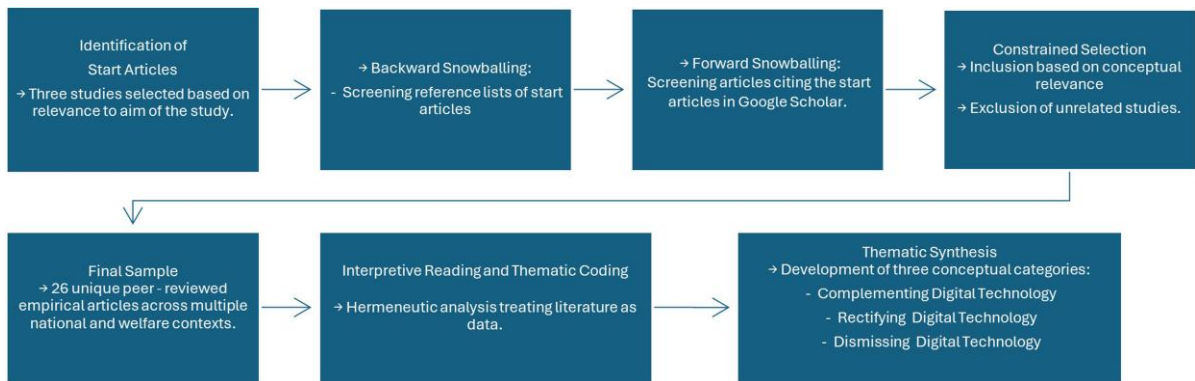 Identification of
Start Articles
→ Three studies selected based on
relevance to aim of the study.
→ Backward Snowballing:
- Screening reference lists of start
articles
→ Forward Snowballing:
Screening articles citing the start
articles in Google Scholar.
Constrained Selection
→ Inclusion based on conceptual
relevance
→ Exclusion of unrelated studies.
Final Sample
→ 26 unique peer - reviewed
empirical articles across multiple
national and welfare contexts.
Interpretive Reading and Thematic Coding
→ Hermeneutic analysis treating literature as
data.
Thematic Synthesis
→ Development of three conceptual categories:
- Complementing Digital Technology
- Rectifying Digital Technology
- Dismissing Digital Technology